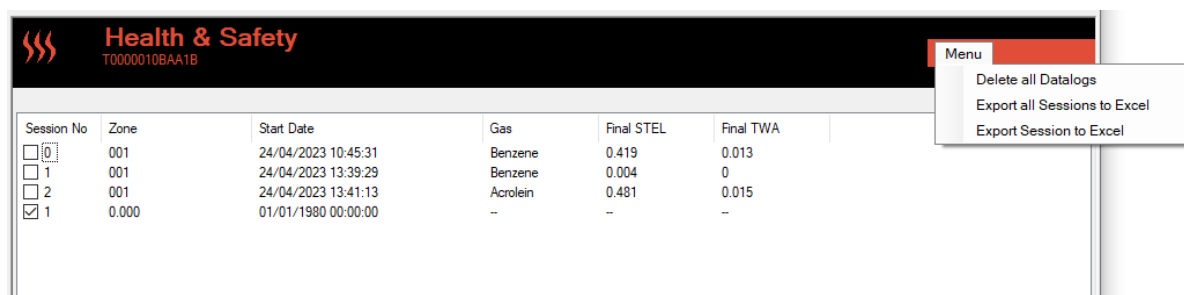 Health & Safety
T0000010BAA1B
Menu
Delete all Datalogs
Export all Sessions to Excel
Export Session to Excel
Session No Zone Start Date Gas Final STEL Final TWA
0 001 24/04/2023 10:45:31 Benzene 0.419 0.013
1 001 24/04/2023 13:39:29 Benzene 0.004 0
2 001 24/04/2023 13:41:13 Acrolein 0.481 0.015
1 0.000 01/01/1980 00:00:00 -- -- --